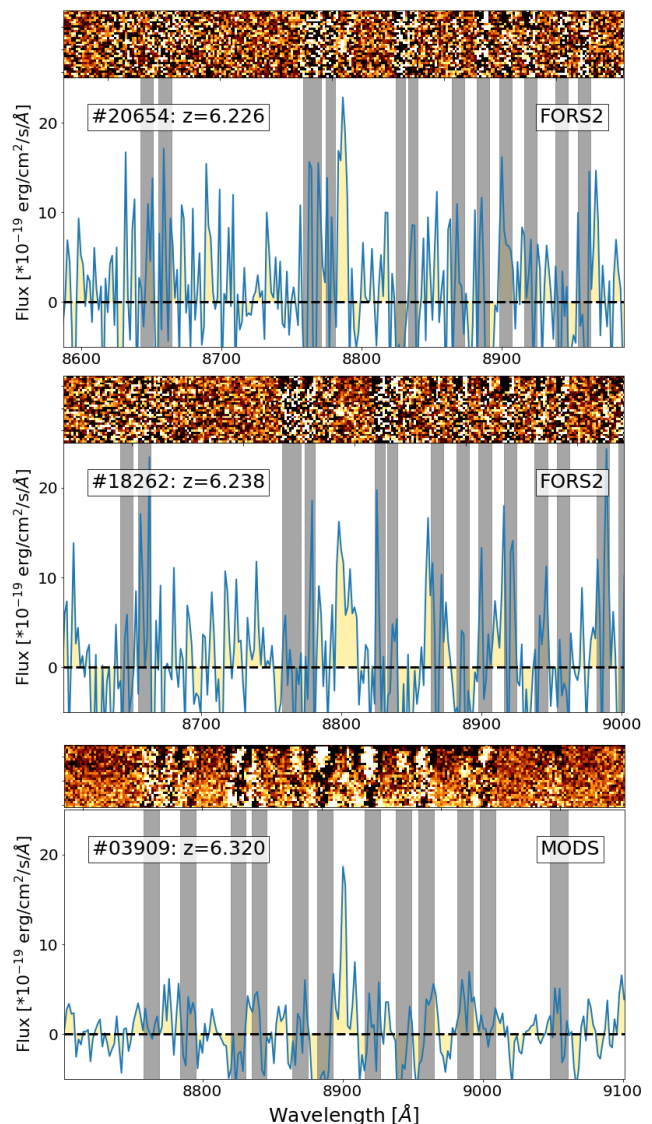 #20654: z=6.226
FORS2
20
10
0
Flux [*10⁻¹⁹ erg/cm²/s/Å]
8600 8700 8800 8900
#18262: z=6.238
FORS2
20
10
0
Flux [*10⁻¹⁹ erg/cm²/s/Å]
8700 8800 8900 9000
#03909: z=6.320
MODS
20
10
0
Flux [*10⁻¹⁹ erg/cm²/s/Å]
8800 8900 9000 9100
Wavelength [Å]